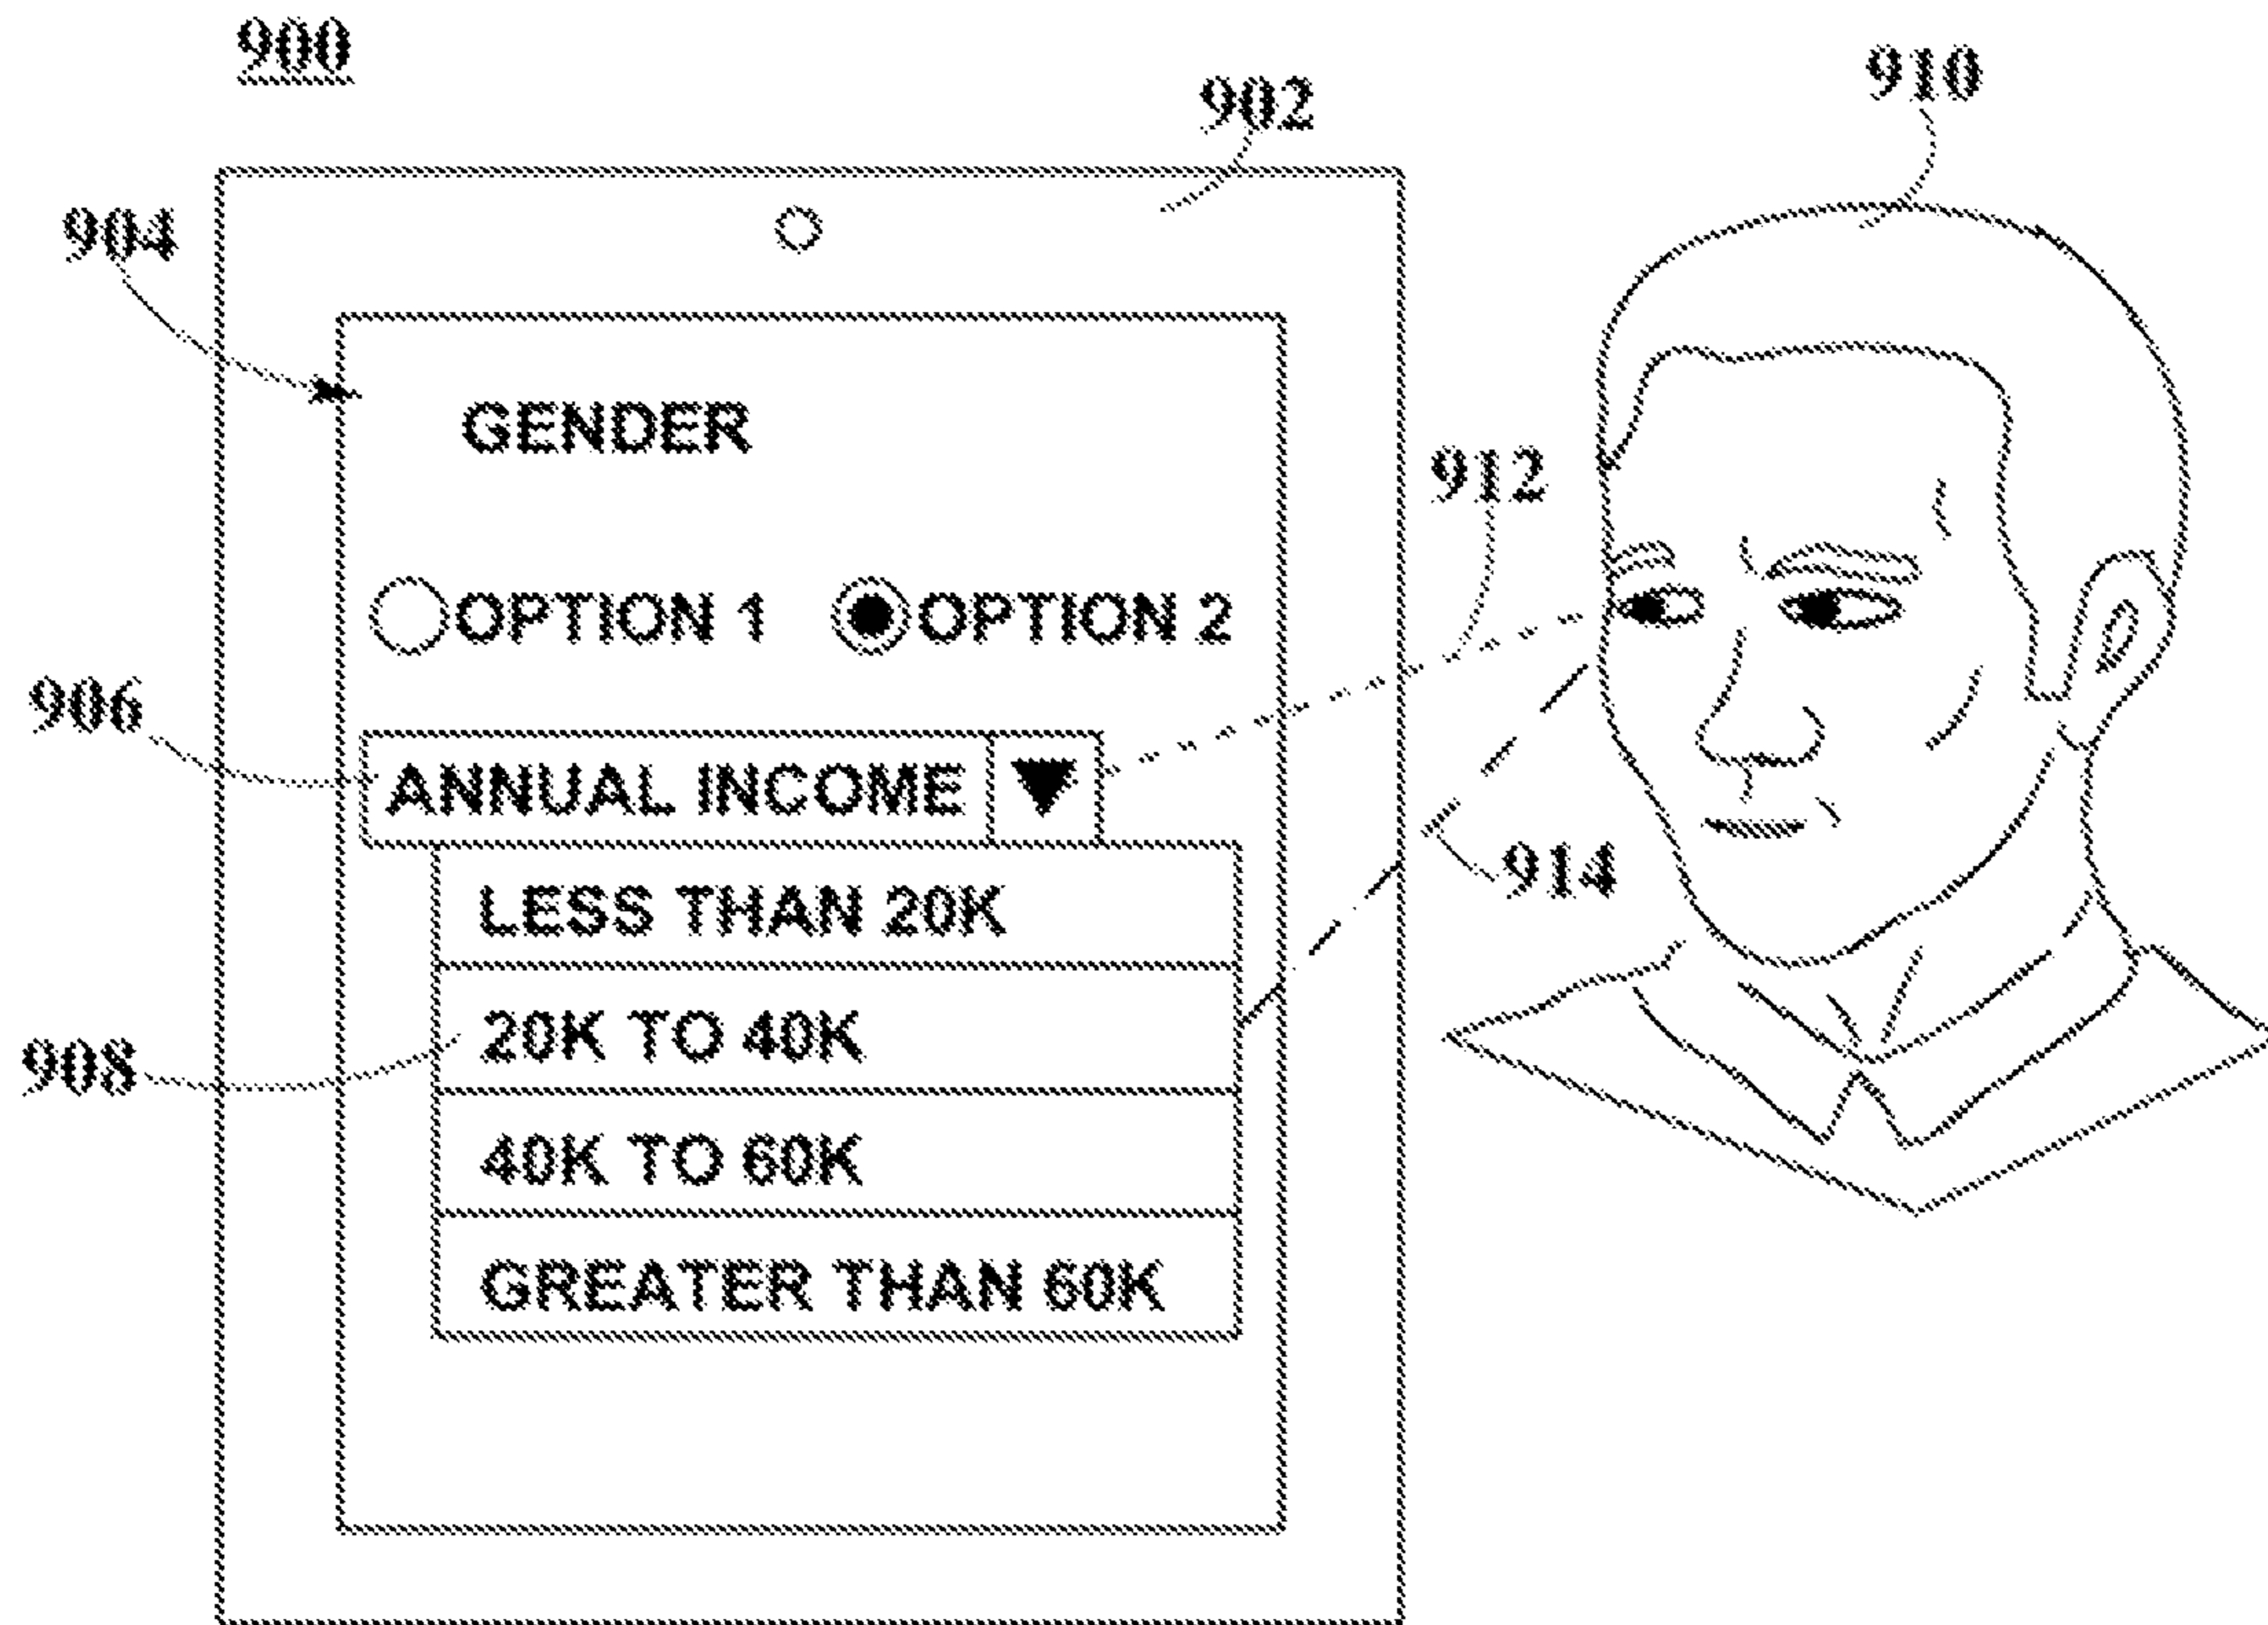 900
902
910
904
GENDER
912
OPTION 1 OPTION 2
906
ANNUAL INCOME
914
LESS THAN 20K
908
20K TO 40K
40K TO 60K
GREATER THAN 60K